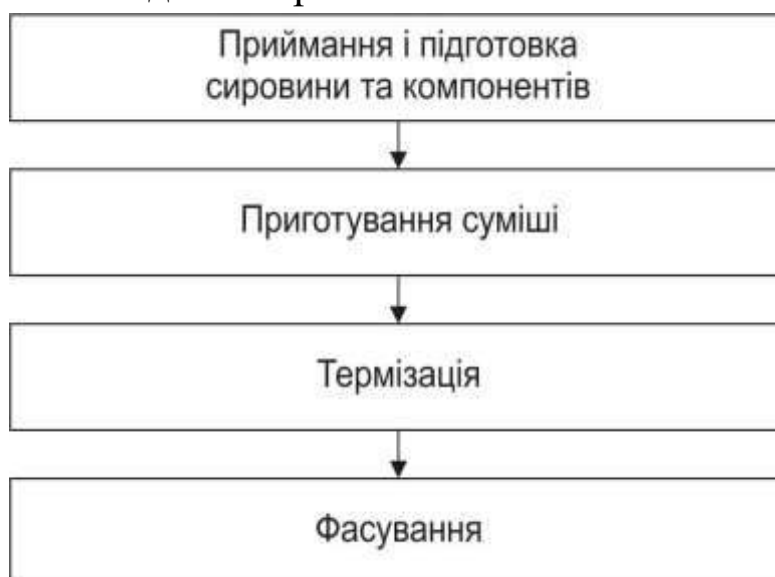 Приймання і підготовка
сировини та компонентів
Приготування суміші
Термізація
Фасування